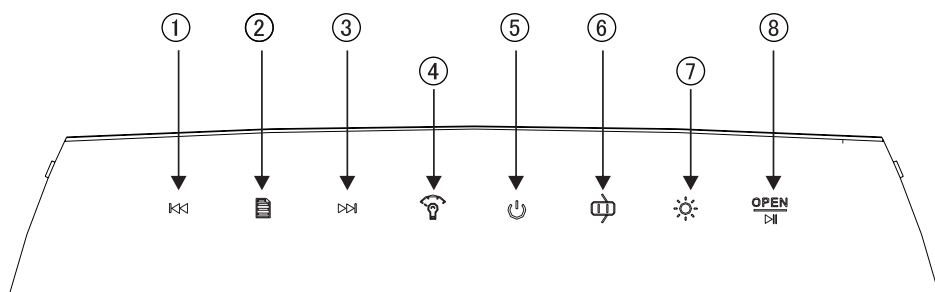 ① ② ③ ⑤ ⑥ ⑧
④ ⑦
OPEN